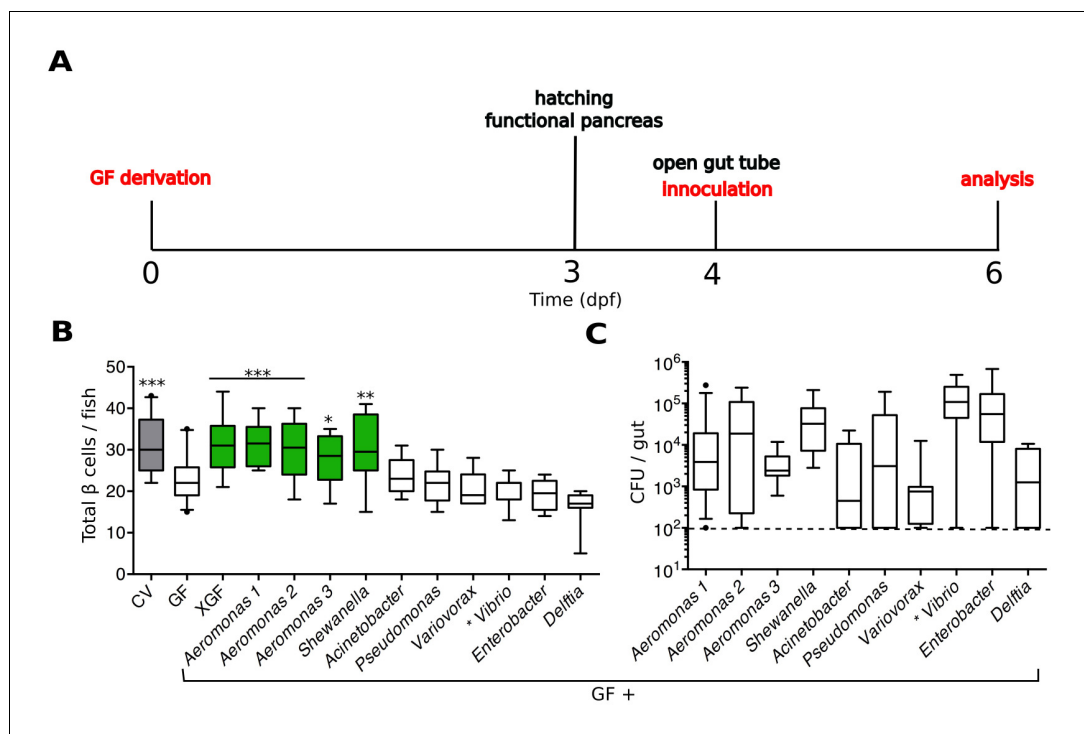 A
hatching
functional pancreas
open gut tube
GF derivation
innoculation
analysis
0
3
4
6
Time (dpf)
B
Total β cells / fish
50
40
30
20
10
0
***
***
*
**
CV
GF
XGF
Aeromonas 1
Aeromonas 2
Aeromonas 3
Shewanella
Acinetobacter
Pseudomonas
Variovorax
* Vibrio
Enterobacter
Delftia
C
CFU / gut
10⁶
10⁵
10⁴
10³
10²
10¹
Aeromonas 1
Aeromonas 2
Aeromonas 3
Shewanella
Acinetobacter
Pseudomonas
Variovorax
* Vibrio
Enterobacter
Delftia
GF +